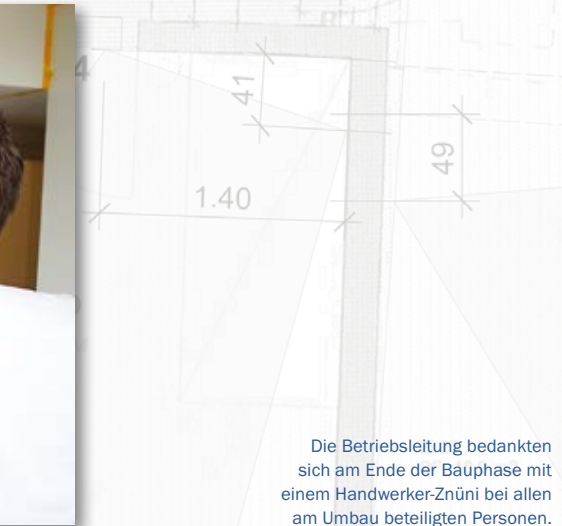 4
41
49
1.40
Die Betriebsleitung bedankten
sich am Ende der Bauphase mit
einem Handwerker-Znüni bei allen
am Umbau beteiligten Personen.